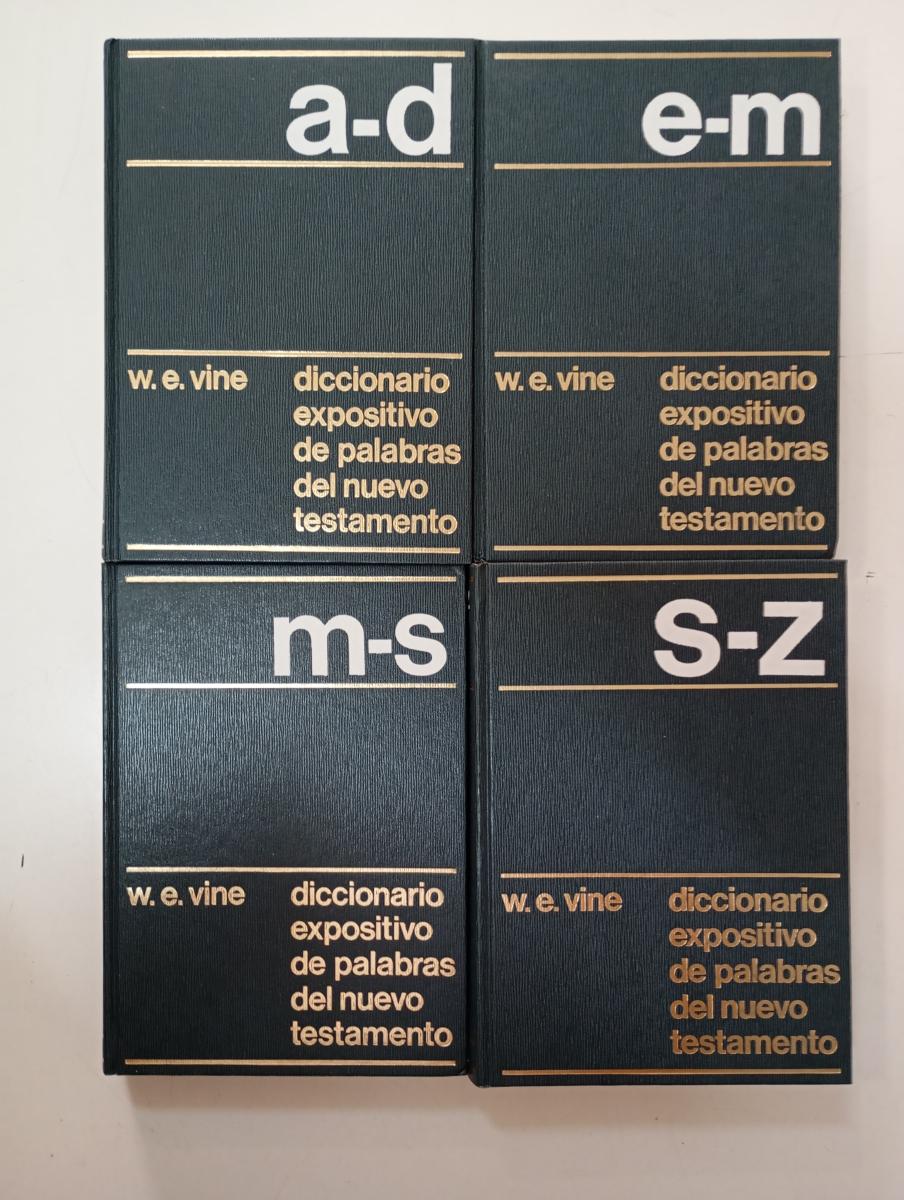 a-d
w. e. vine
diccionario
expositivo
de palabras
del nuevo
testamento
e-m
w. e. vine
diccionario
expositivo
de palabras
del nuevo
testamento
m-s
w. e. vine
diccionario
expositivo
de palabras
del nuevo
testamento
s-z
w. e. vine
diccionario
expositivo
de palabras
del nuevo
testamento